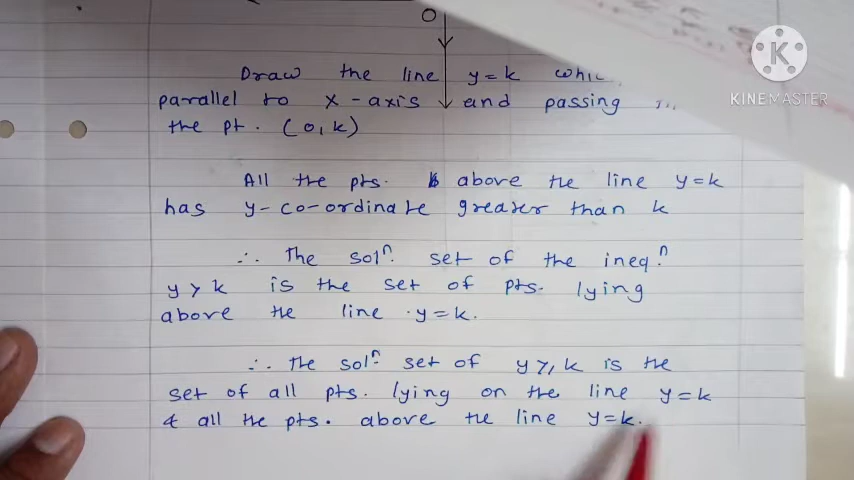 O
K
KINEMASTER
Draw the line y=k
parallel to x-axis and passing
the pt. (0,k)
All the pts. above the line y=k
has y-co-ordinate greater than k
∴ The solⁿ. set of the ineq.ⁿ
y>k is the set of pts. lying
above the line y=k.
∴ the solⁿ set of y≥k is the
set of all pts. lying on the line y=k
& all the pts. above the line y=k.